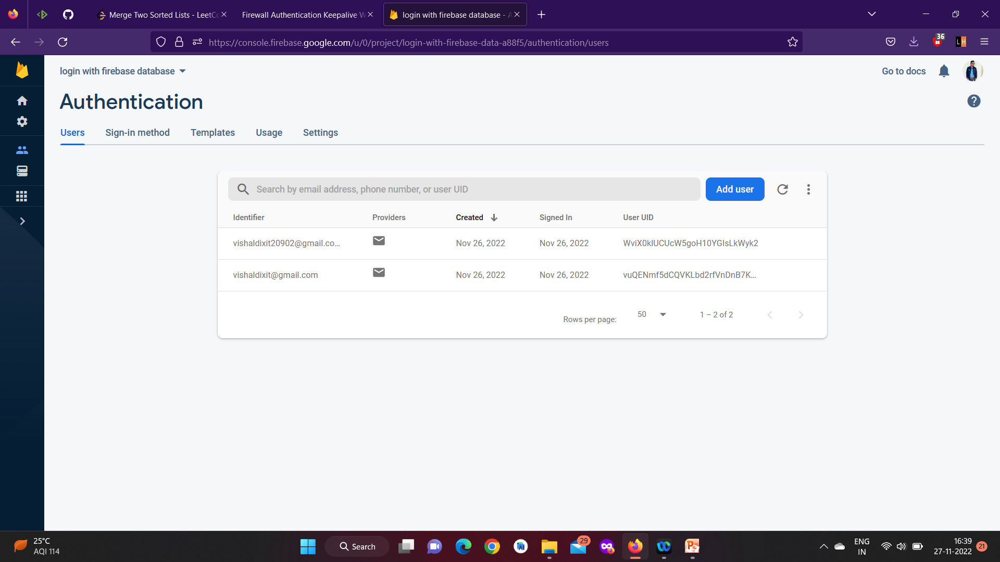 Merge Two Sorted Lists - LeetC
Firewall Authentication Keepalive W
login with firebase database - A
https://console.firebase.google.com/u/0/project/login-with-firebase-data-a88f5/authentication/users
36
L H
login with firebase database
Go to docs
Authentication
?
Users Sign-in method Templates Usage Settings
Search by email address, phone number, or user UID
Add user
Identifier Providers Created Signed In User UID
vishaldixit20902@gmail.co... Nov 26, 2022 Nov 26, 2022 WviX0klUCUcW5goH10YGIsLkWyk2
vishaldixit@gmail.com Nov 26, 2022 Nov 26, 2022 vuQENmf5dCQVKLbd2rfVnDnB7K...
Rows per page: 50 1 – 2 of 2
25°C
AQI 114
Search
29
ENG
IN
16:39
27-11-2022
21